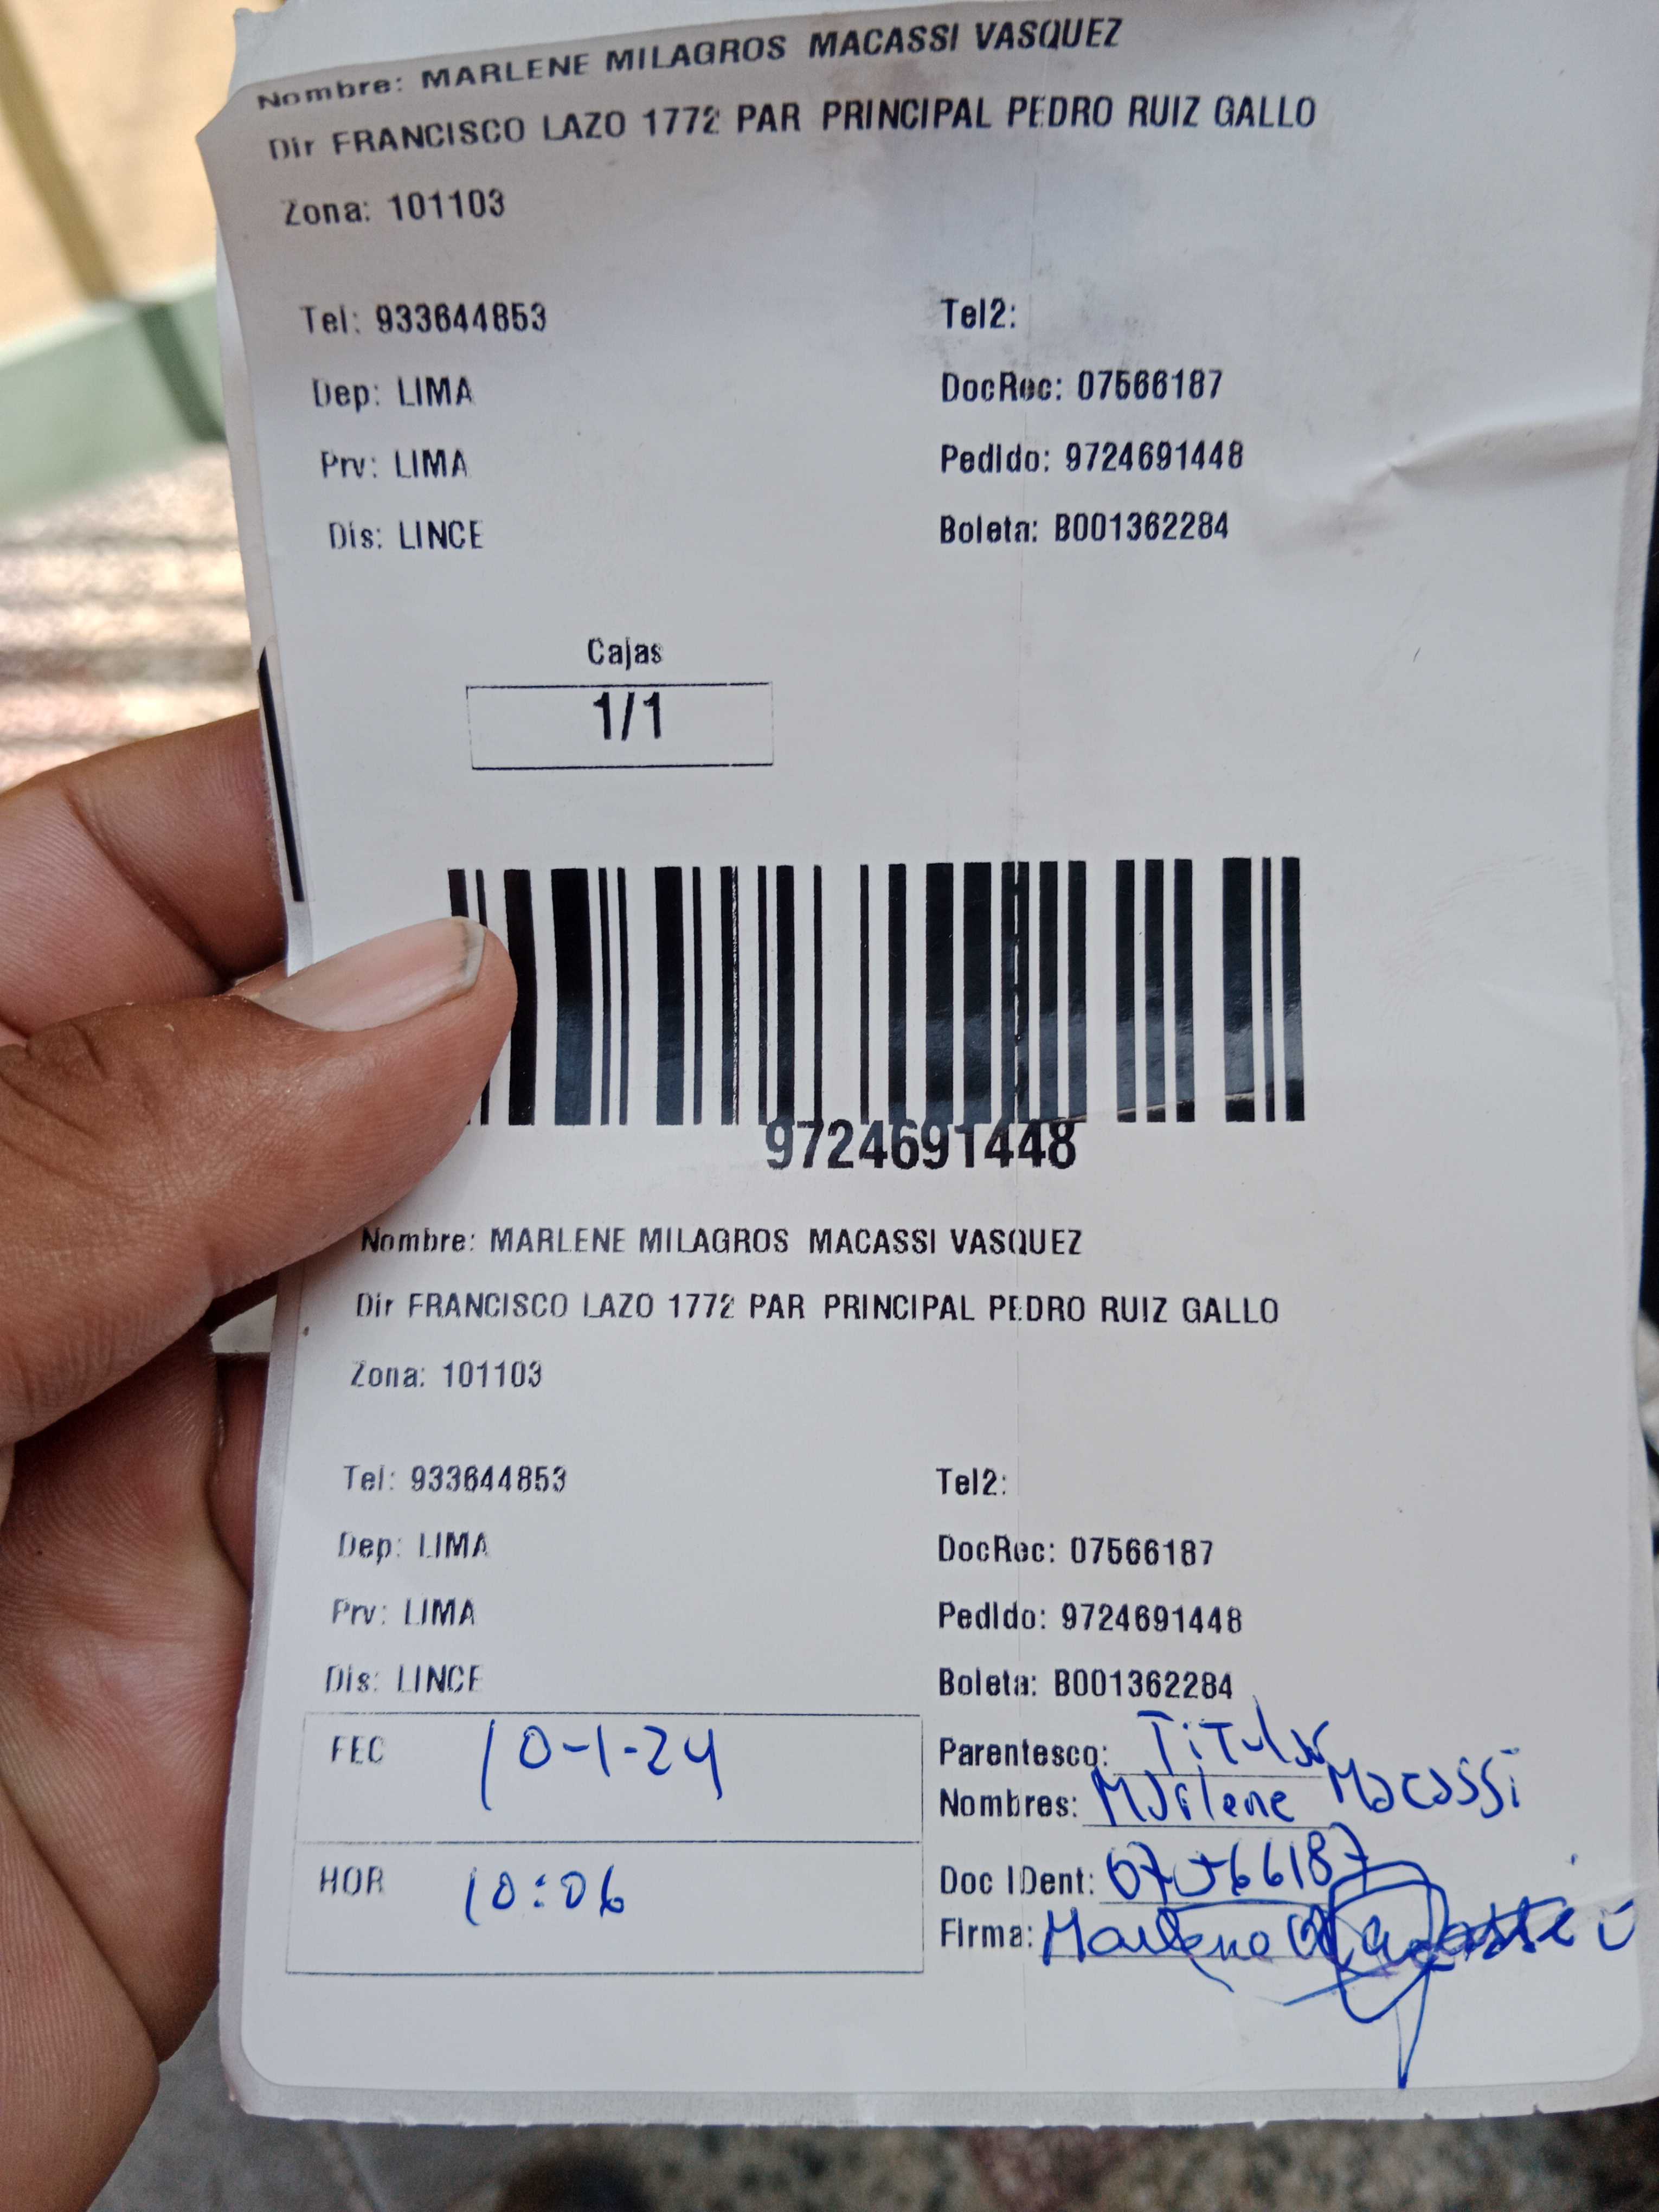 Nombre: MARLENE MILAGROS MACASSI VASQUEZ
Dir FRANCISCO LAZO 1772 PAR PRINCIPAL PEDRO RUIZ GALLO
Zona: 101103
Tel: 933644853 Tel2:
Dep: LIMA DocRec: 07566187
Prv: LIMA Pedido: 9724691448
Dis: LINCE Boleta: B001362284
Cajas
1/1
9724691448
Nombre: MARLENE MILAGROS MACASSI VASQUEZ
Dir FRANCISCO LAZO 1772 PAR PRINCIPAL PEDRO RUIZ GALLO
Zona: 101103
Tel: 933644853 Tel2:
Dep: LIMA DocRec: 07566187
Prv: LIMA Pedido: 9724691448
Dis: LINCE Boleta: B001362284
FEC 10-1-24 Parentesco: Titular
Nombres: Marlene Macassi
HOR 10:06 Doc IDent: 07566187
Firma: Marlene